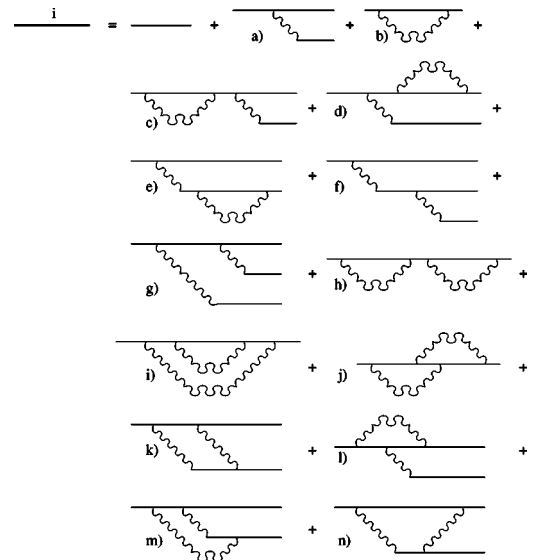 i
= + a) + b) +
c) + d) +
e) + f) +
g) + h) +
i) + j) +
k) + l) +
m) + n)